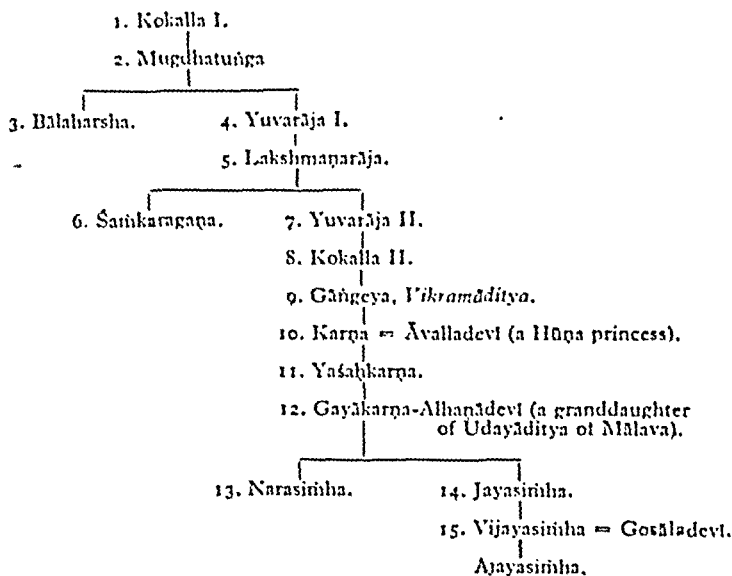 1. Kokalla I.
2. Mugdhatuṅga
3. Bālaharsha. 4. Yuvarāja I.
5. Lakshmaṇarāja.
6. Śaṁkaragaṇa. 7. Yuvarāja II.
8. Kokalla II.
9. Gāṅgeya, Vikramāditya.
10. Karṇa = Āvalladevī (a Hūṇa princess).
11. Yaśaḥkarṇa.
12. Gayākarṇa-Alhaṇādevī (a granddaughter
of Udayāditya of Mālava).
13. Narasiṁha. 14. Jayasiṁha.
15. Vijayasiṁha = Gosāladevī.
Ajayasiṁha.